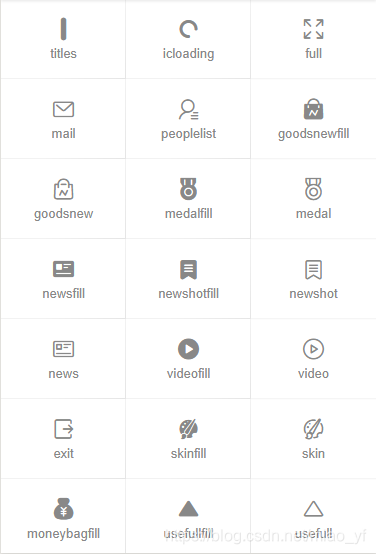 titles icloading full
mail peoplelist goodsnewfill
goodsnew medalfill medal
newsfill newshotfill newshot
news videofill video
exit skinfill skin
moneybagfill usefullfill usefull